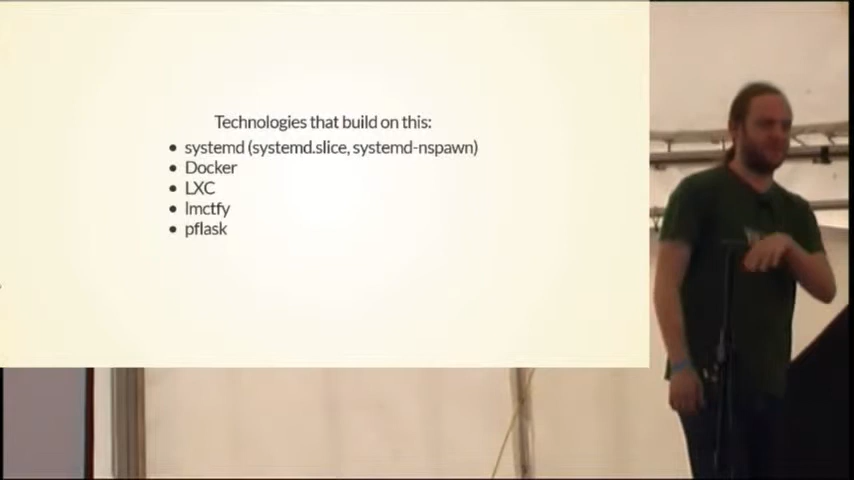 Technologies that build on this:
• systemd (systemd.slice, systemd-nspawn)
• Docker
• LXC
• lmctfy
• pflask